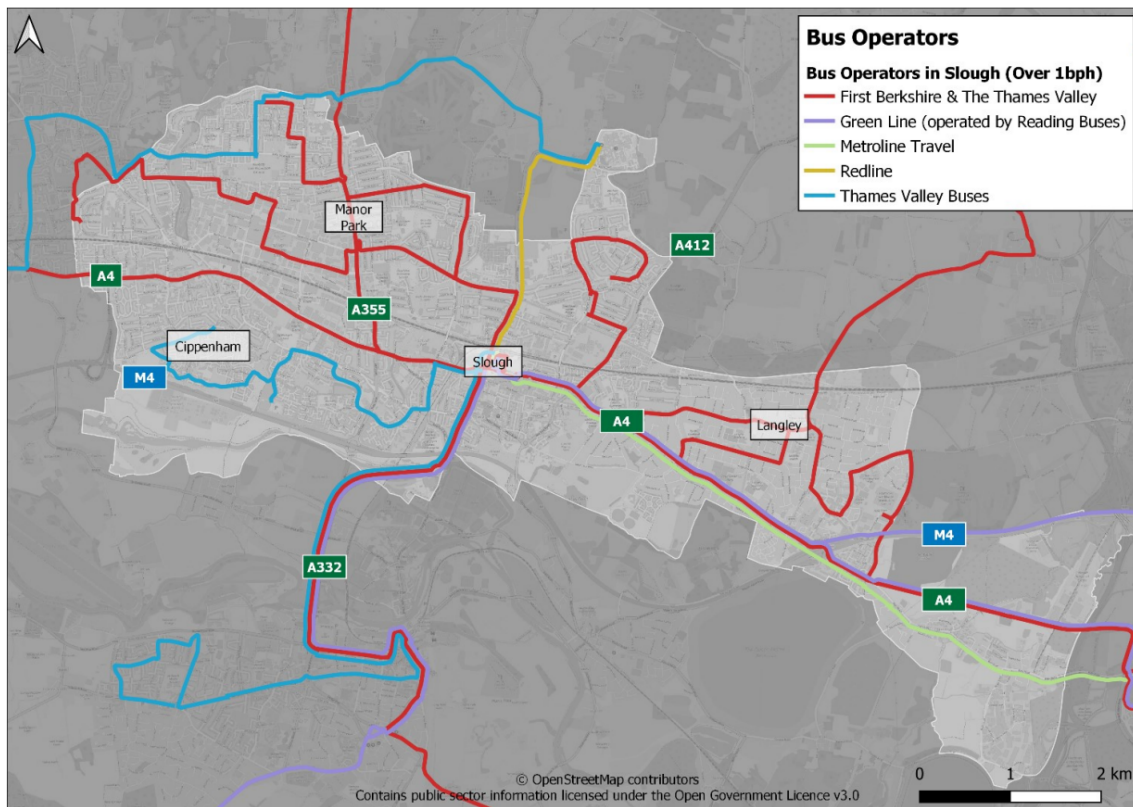 Bus Operators
Bus Operators in Slough (Over 1bph)
First Berkshire & The Thames Valley
Green Line (operated by Reading Buses)
Metroline Travel
Redline
Thames Valley Buses
Manor
Park
A412
A4
A355
Cippenham
Slough
M4
A4
Langley
M4
A332
A4
© OpenStreetMap contributors
Contains public sector information licensed under the Open Government Licence v3.0
0 1 2 km